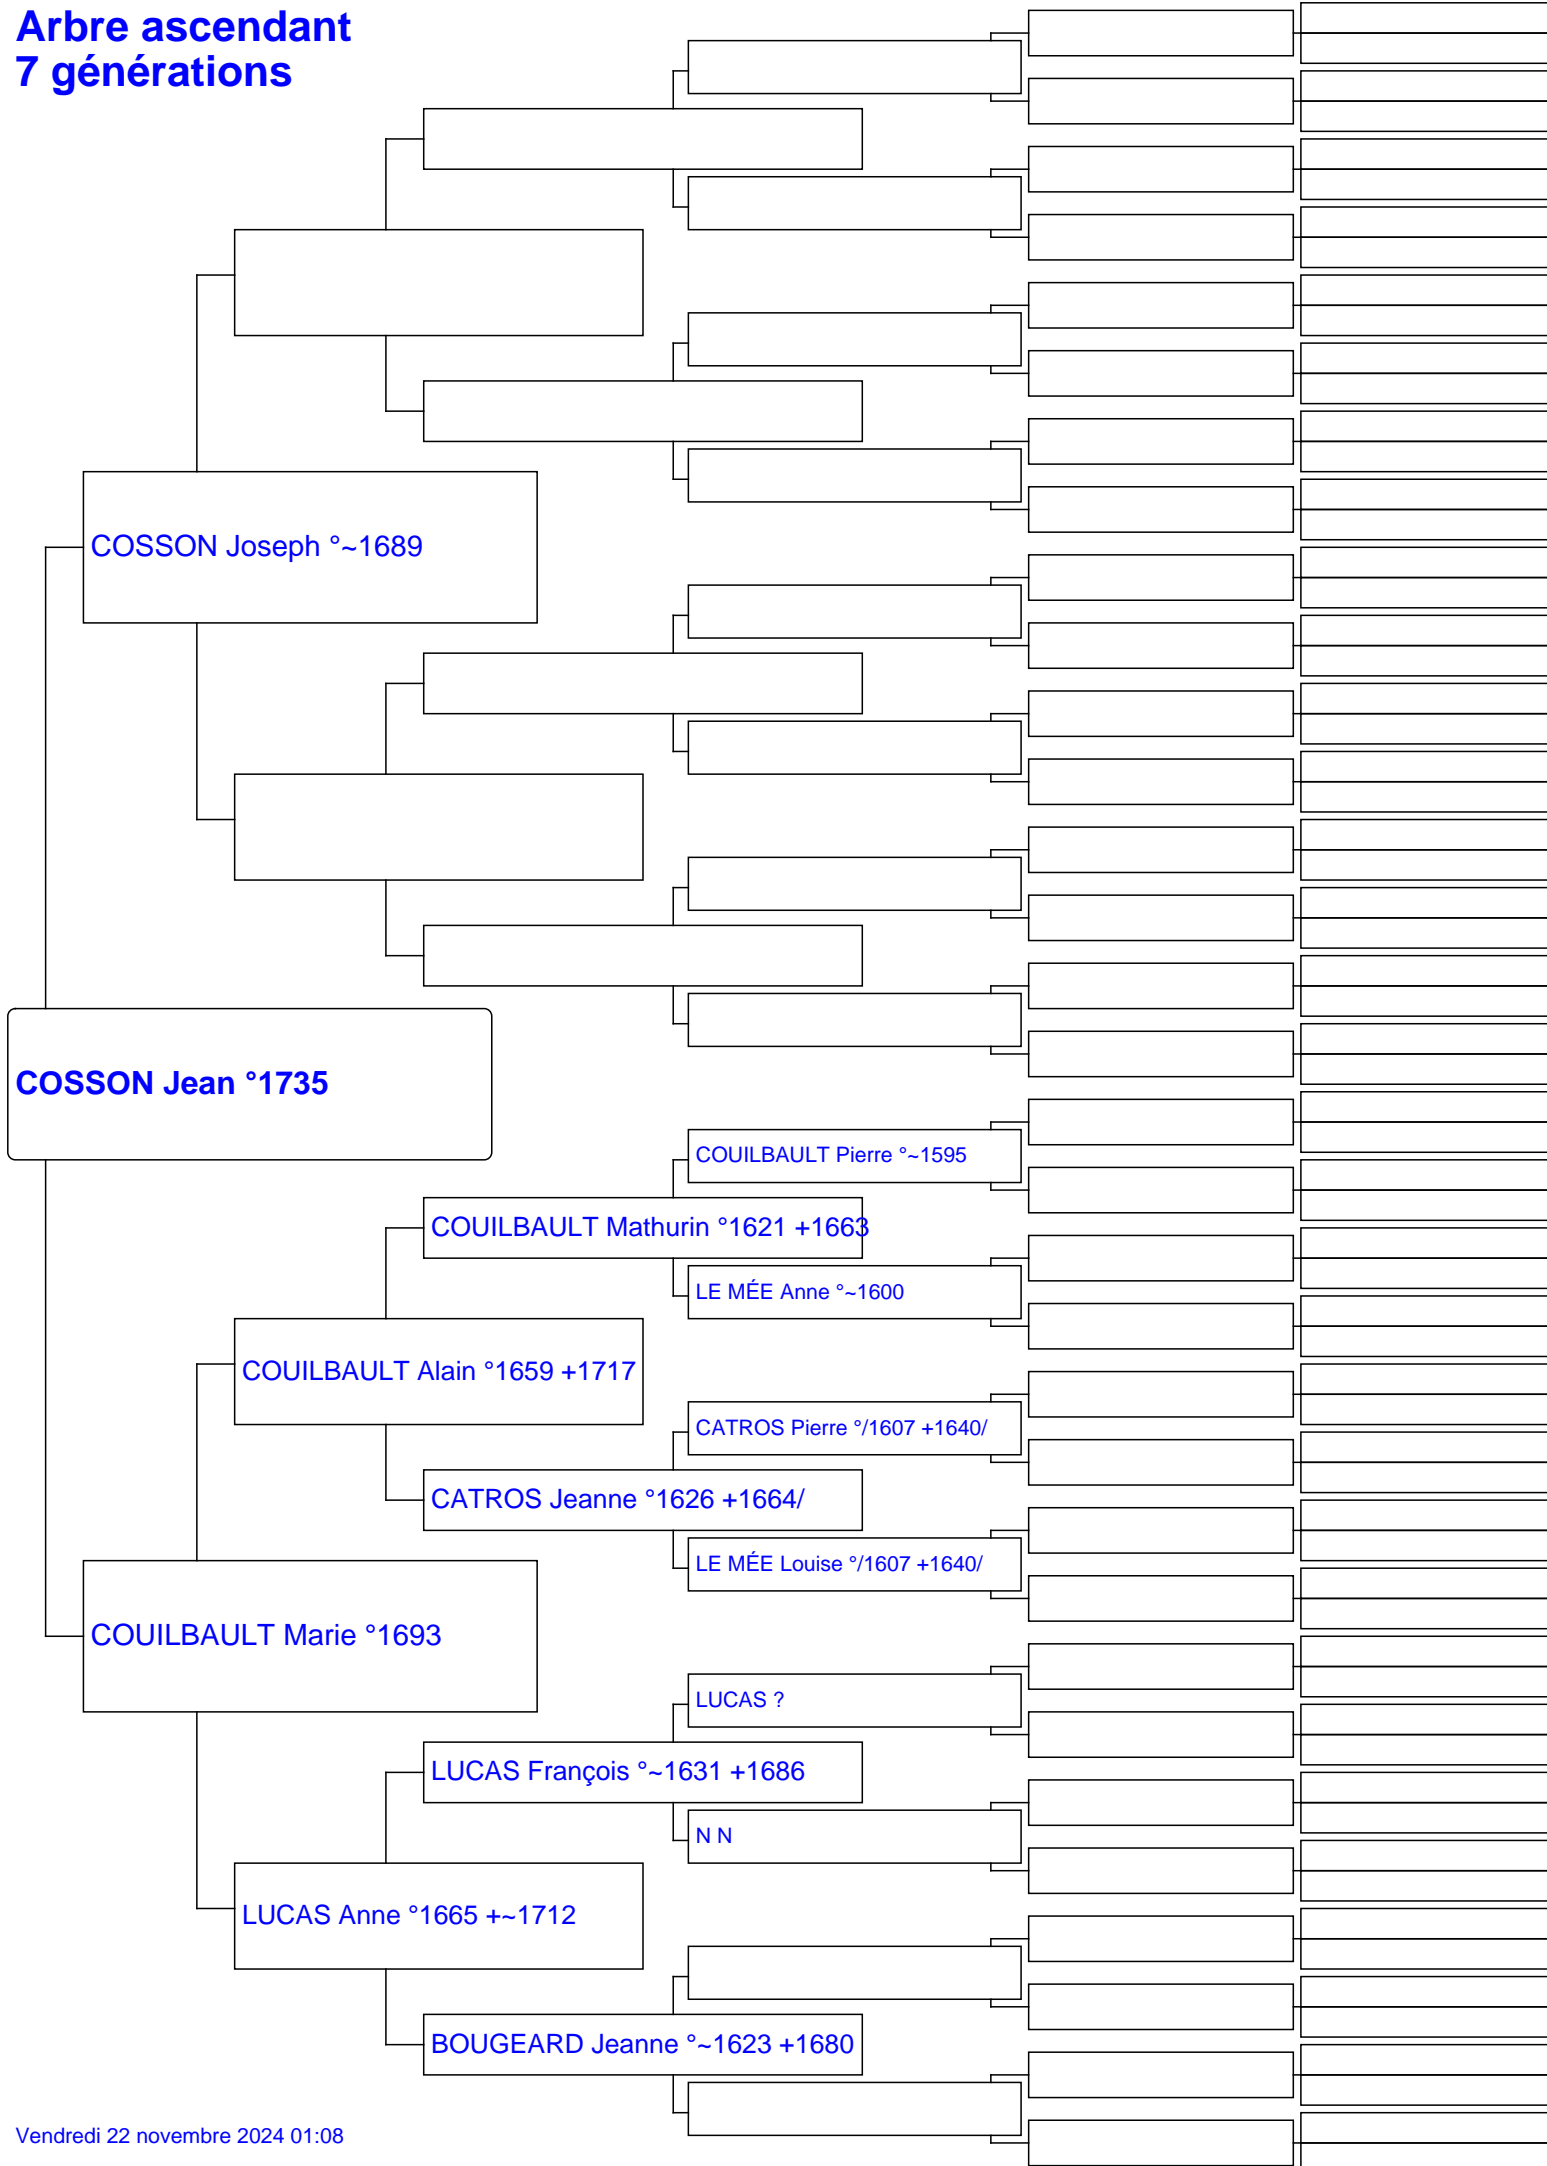 Arbre ascendant
7 générations
COSSON Joseph °~1689
COSSON Jean °1735
COUILBAULT Pierre °~1595
COUILBAULT Mathurin °1621 +1663
LE MÉE Anne °~1600
COUILBAULT Alain °1659 +1717
CATROS Pierre °/1607 +1640/
CATROS Jeanne °1626 +1664/
LE MÉE Louise °/1607 +1640/
COUILBAULT Marie °1693
LUCAS ?
LUCAS François °~1631 +1686
N N
LUCAS Anne °1665 +~1712
BOUGEARD Jeanne °~1623 +1680
Vendredi 22 novembre 2024 01:08